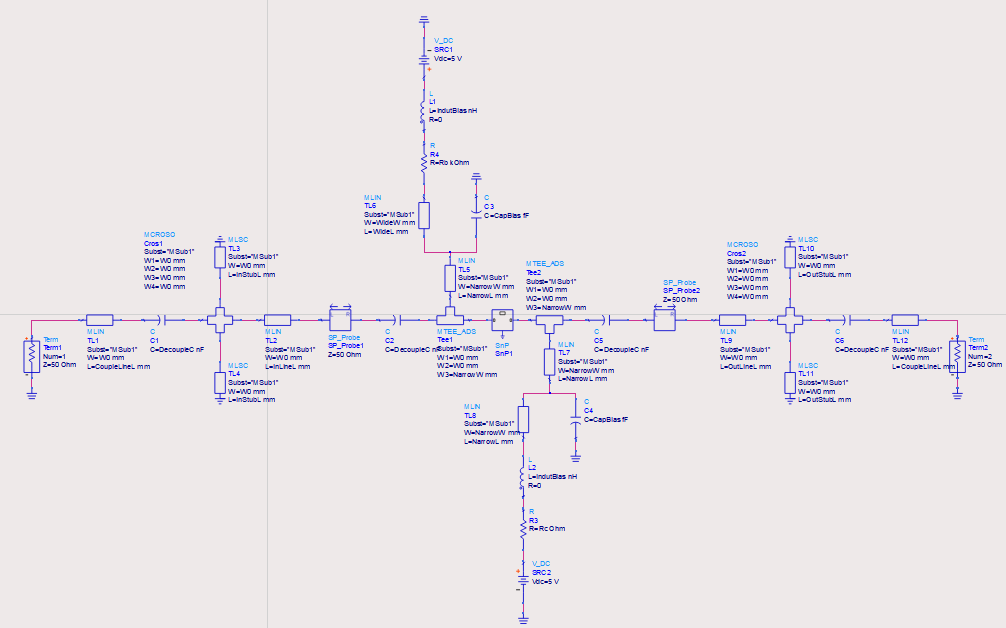 V_DC
SRC1
Vdc=5 V
L
L1
L=IndutBias nH
R=0
R
R4
R=Rb kOhm
MLIN
TL6
Subst="MSub1"
W=WideW mm
L=WideL mm
C
C3
C=CapBias fF
MLIN
TL5
Subst="MSub1"
W=NarrowW mm
L=NarrowL mm
MTEE_ADS
Tee2
Subst="MSub1"
W1=W0 mm
W2=W0 mm
W3=NarrowW mm
MCROSO
Cros1
Subst="MSub1"
W1=W0 mm
W2=W0 mm
W3=W0 mm
W4=W0 mm
MLSC
TL3
Subst="MSub1"
W=W0 mm
L=InStubL mm
MCROSO
Cros2
Subst="MSub1"
W1=W0 mm
W2=W0 mm
W3=W0 mm
W4=W0 mm
MLSC
TL10
Subst="MSub1"
W=W0 mm
L=OutStubL mm
SP_Probe
SP_Probe2
Z=50 Ohm
Term
Term1
Num=1
Z=50 Ohm
MLIN
TL1
Subst="MSub1"
W=W0 mm
L=CoupleLineL mm
C
C1
C=DecoupleC nF
MLIN
TL2
Subst="MSub1"
W=W0 mm
L=InLineL mm
SP_Probe
SP_Probe1
Z=50 Ohm
C
C2
C=DecoupleC
MTEE_ADS
Tee1
Subst="MSub1"
W1=W0 mm
W2=W0 mm
W3=NarrowW mm
SnP
SnP1
MLIN
TL7
Subst="MSub1"
W=NarrowW mm
L=NarrowL mm
C
C5
C=DecoupleC nF
MLIN
TL9
Subst="MSub1"
W=W0 mm
L=OutLineL mm
C
C6
C=DecoupleC nF
MLIN
TL12
Subst="MSub1"
W=W0 mm
L=CoupleLineL mm
Term
Term2
Num=2
Z=50 Ohm
MLSC
TL4
Subst="MSub1"
W=W0 mm
L=InStubL mm
MLSC
TL11
Subst="MSub1"
W=W0 mm
L=OutStubL mm
MLIN
TL8
Subst="MSub1"
W=NarrowW mm
L=NarrowL mm
C
C4
C=CapBias fF
L
L2
L=IndutBias nH
R=0
R
R3
R=Rc Ohm
V_DC
SRC2
Vdc=5 V